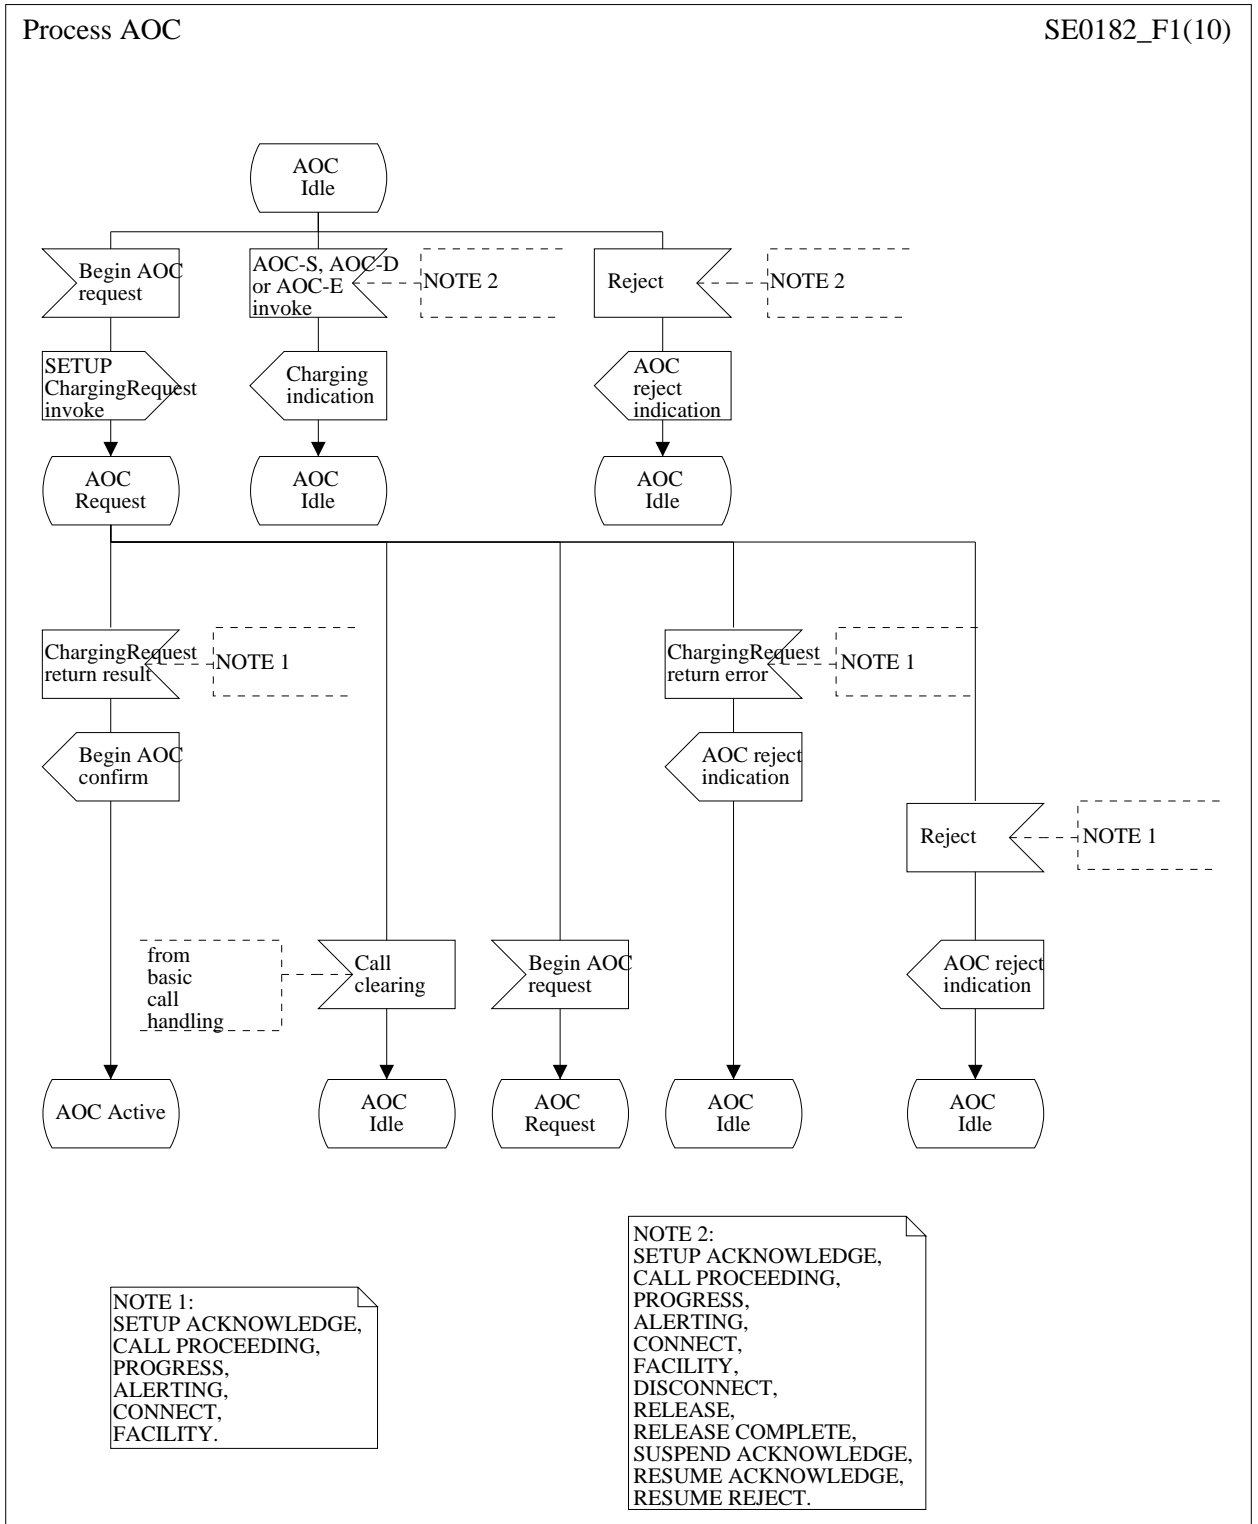 Process AOC
SE0182_F1(10)
AOC
Idle
Begin AOC
request
AOC-S, AOC-D
or AOC-E
invoke
NOTE 2
Reject
NOTE 2
SETUP
ChargingRequest
invoke
Charging
indication
AOC
reject
indication
AOC
Request
AOC
Idle
AOC
Idle
ChargingRequest
return result
NOTE 1
ChargingRequest
return error
NOTE 1
Begin AOC
confirm
AOC reject
indication
Reject
NOTE 1
from
basic
call
handling
Call
clearing
Begin AOC
request
AOC reject
indication
AOC Active
AOC
Idle
AOC
Request
AOC
Idle
AOC
Idle
NOTE 1:
SETUP ACKNOWLEDGE,
CALL PROCEEDING,
PROGRESS,
ALERTING,
CONNECT,
FACILITY.
NOTE 2:
SETUP ACKNOWLEDGE,
CALL PROCEEDING,
PROGRESS,
ALERTING,
CONNECT,
FACILITY,
DISCONNECT,
RELEASE,
RELEASE COMPLETE,
SUSPEND ACKNOWLEDGE,
RESUME ACKNOWLEDGE,
RESUME REJECT.